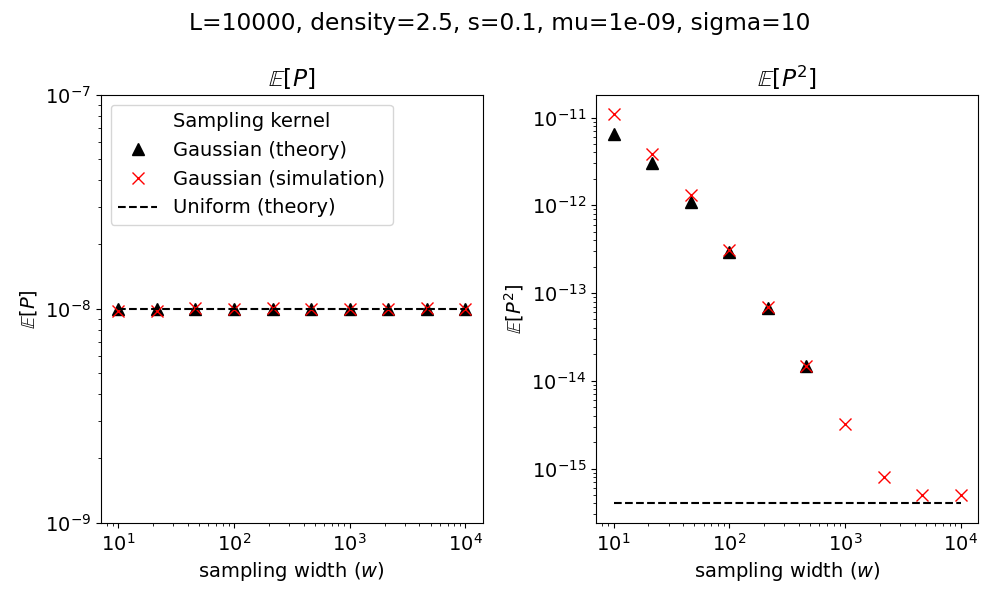 L=10000, density=2.5, s=0.1, mu=1e-09, sigma=10
𝔼[P]
𝔼[P]
10⁻⁷
10⁻⁸
10⁻⁹
Sampling kernel
Gaussian (theory)
Gaussian (simulation)
Uniform (theory)
10¹
10²
10³
10⁴
sampling width (w)
𝔼[P²]
𝔼[P²]
10⁻¹¹
10⁻¹²
10⁻¹³
10⁻¹⁴
10⁻¹⁵
10¹
10²
10³
10⁴
sampling width (w)